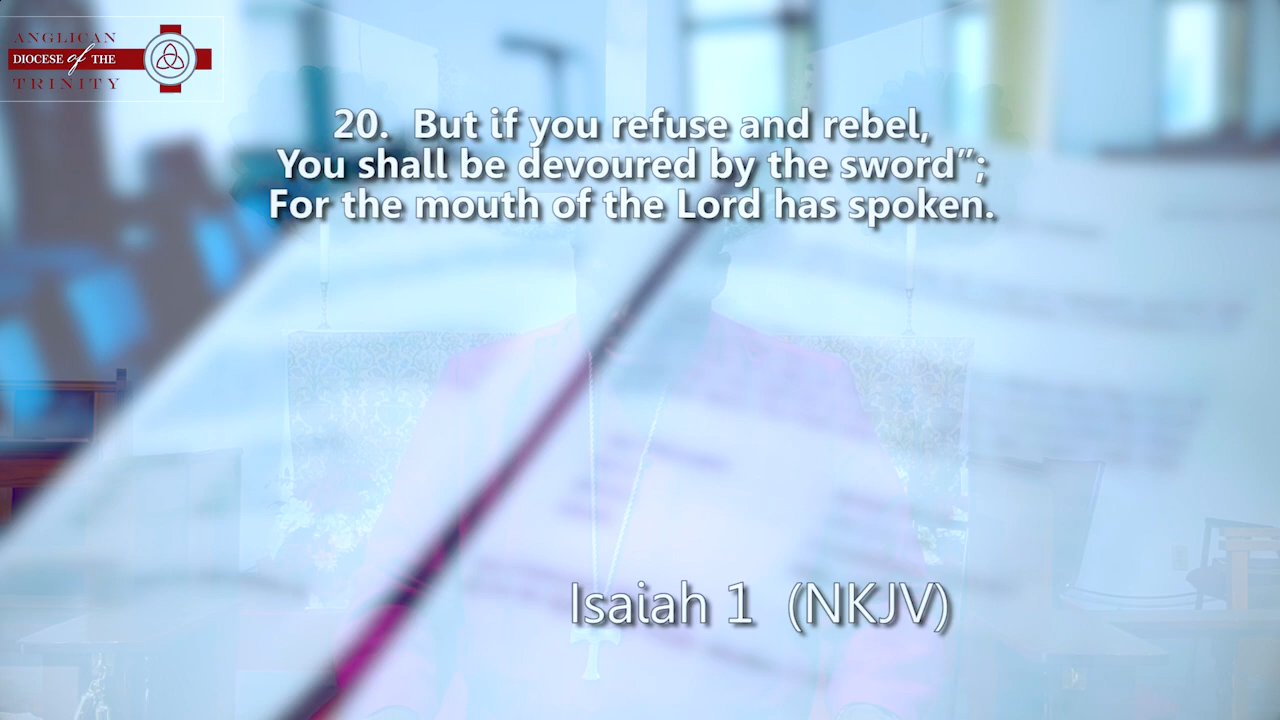 ANGLICAN
DIOCESE of THE
TRINITY
20. But if you refuse and rebel,
You shall be devoured by the sword”;
For the mouth of the Lord has spoken.
Isaiah 1 (NKJV)